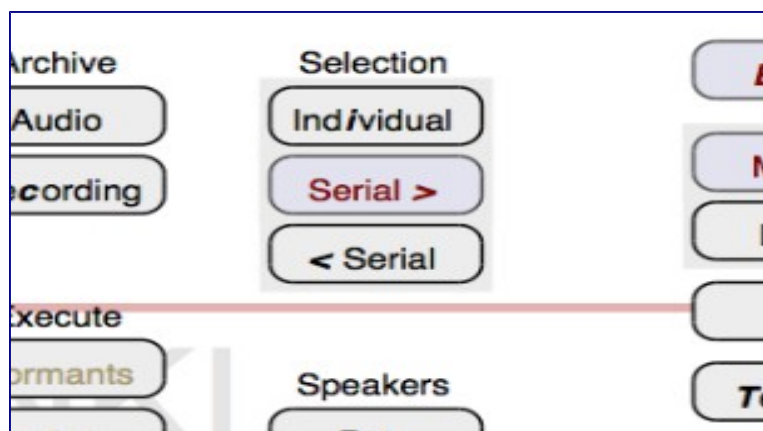 Archive
Audio
ecording
Selection
Individual
Serial >
< Serial
Execute
ormants
Speakers